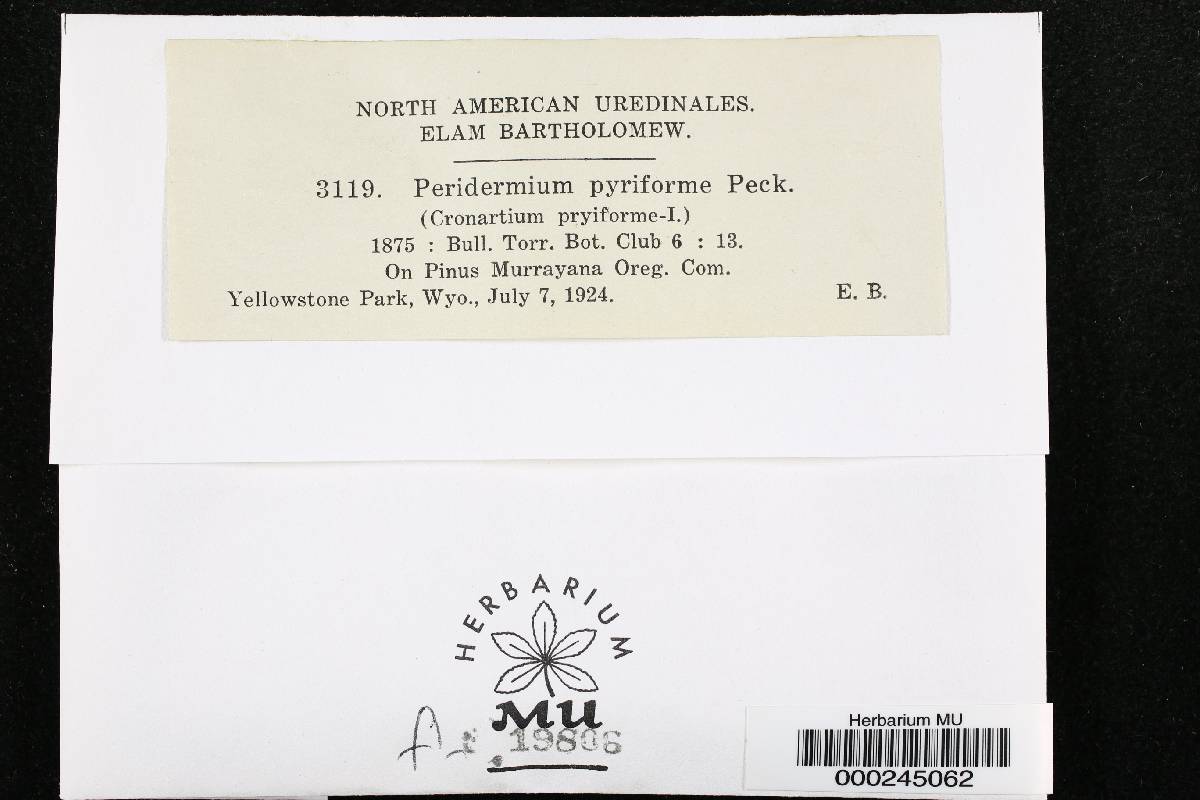 NORTH AMERICAN UREDINALES.
ELAM BARTHOLOMEW.
3119. Peridermium pyriforme Peck.
(Cronartium pryiforme-I.)
1875 : Bull. Torr. Bot. Club 6 : 13.
On Pinus Murrayana Oreg. Com.
Yellowstone Park, Wyo., July 7, 1924. E. B.
HERBARIUM
MU
19806
Herbarium MU
000245062